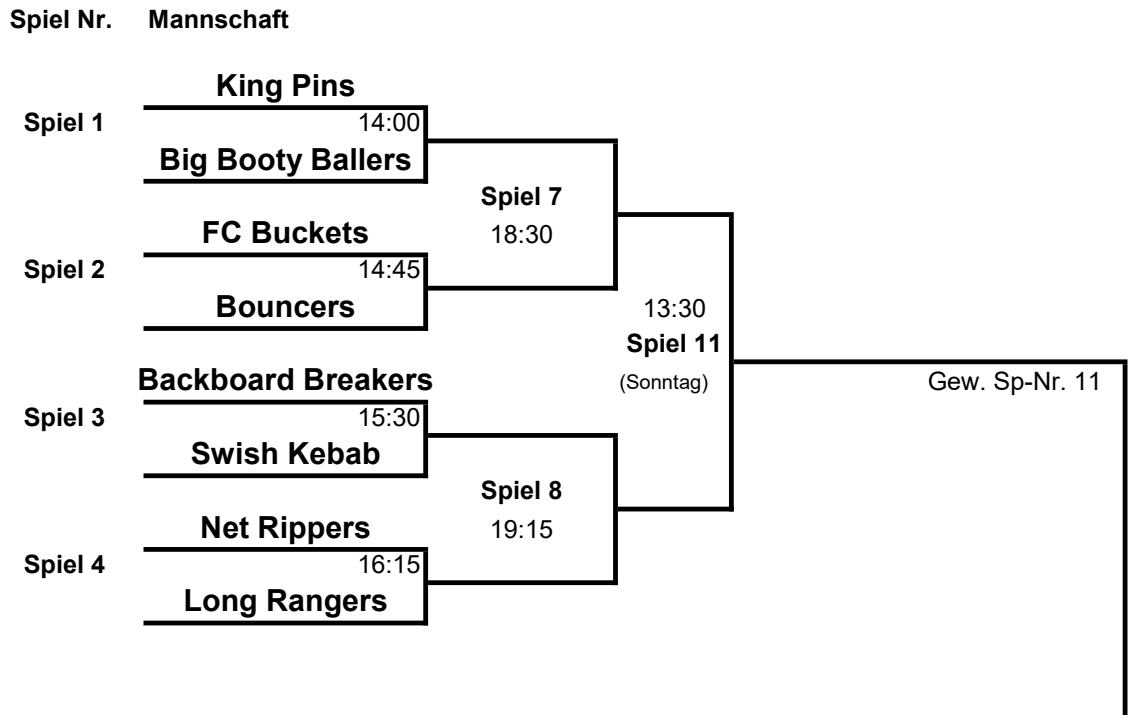 Spiel Nr. Mannschaft
King Pins
Spiel 1 14:00
Big Booty Ballers
Spiel 7
FC Buckets 18:30
Spiel 2 14:45
Bouncers 13:30
Spiel 11
Backboard Breakers (Sonntag) Gew. Sp-Nr. 11
Spiel 3 15:30
Swish Kebab
Spiel 8
Net Rippers 19:15
Spiel 4 16:15
Long Rangers